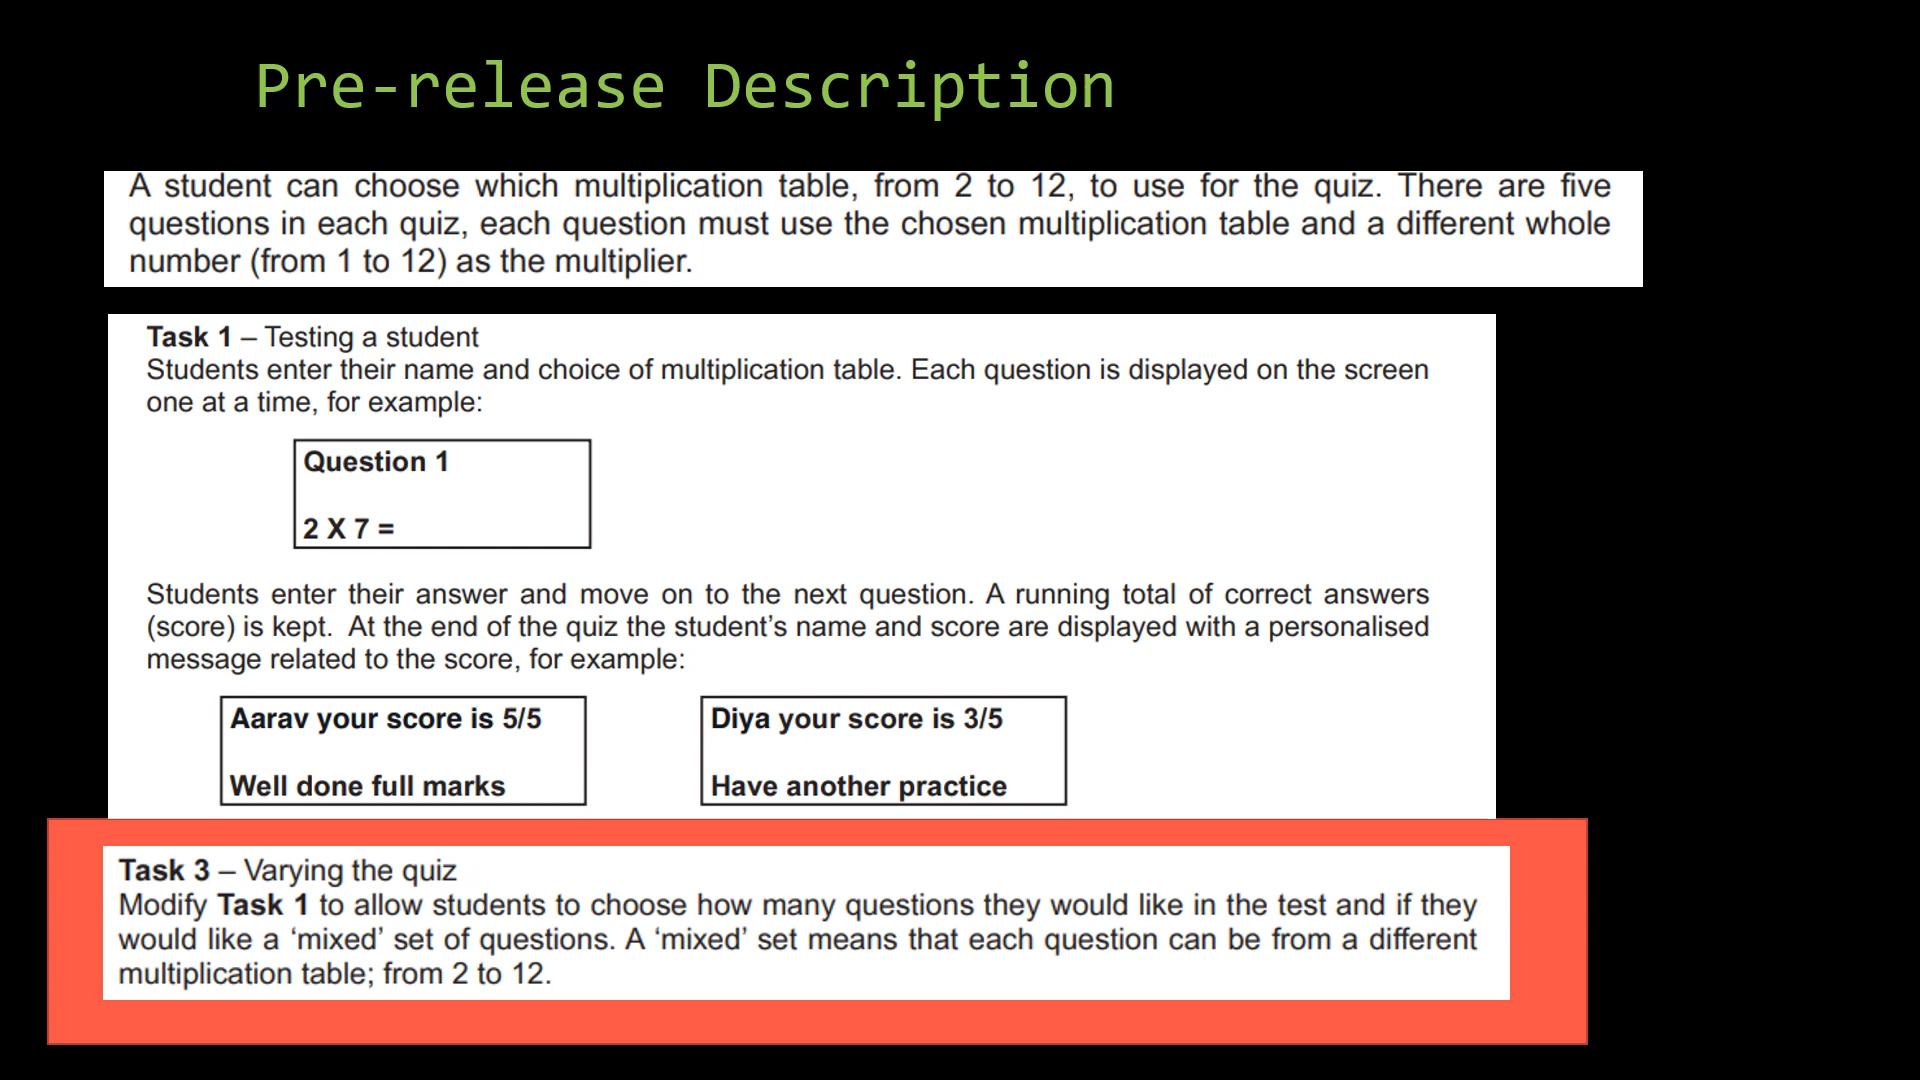 Pre-release Description
A student can choose which multiplication table, from 2 to 12, to use for the quiz. There are five
questions in each quiz, each question must use the chosen multiplication table and a different whole
number (from 1 to 12) as the multiplier.
Task 1 – Testing a student
Students enter their name and choice of multiplication table. Each question is displayed on the screen
one at a time, for example:
Question 1
2 X 7 =
Students enter their answer and move on to the next question. A running total of correct answers
(score) is kept. At the end of the quiz the student’s name and score are displayed with a personalised
message related to the score, for example:
Aarav your score is 5/5
Well done full marks
Diya your score is 3/5
Have another practice
Task 3 – Varying the quiz
Modify Task 1 to allow students to choose how many questions they would like in the test and if they
would like a ‘mixed’ set of questions. A ‘mixed’ set means that each question can be from a different
multiplication table; from 2 to 12.